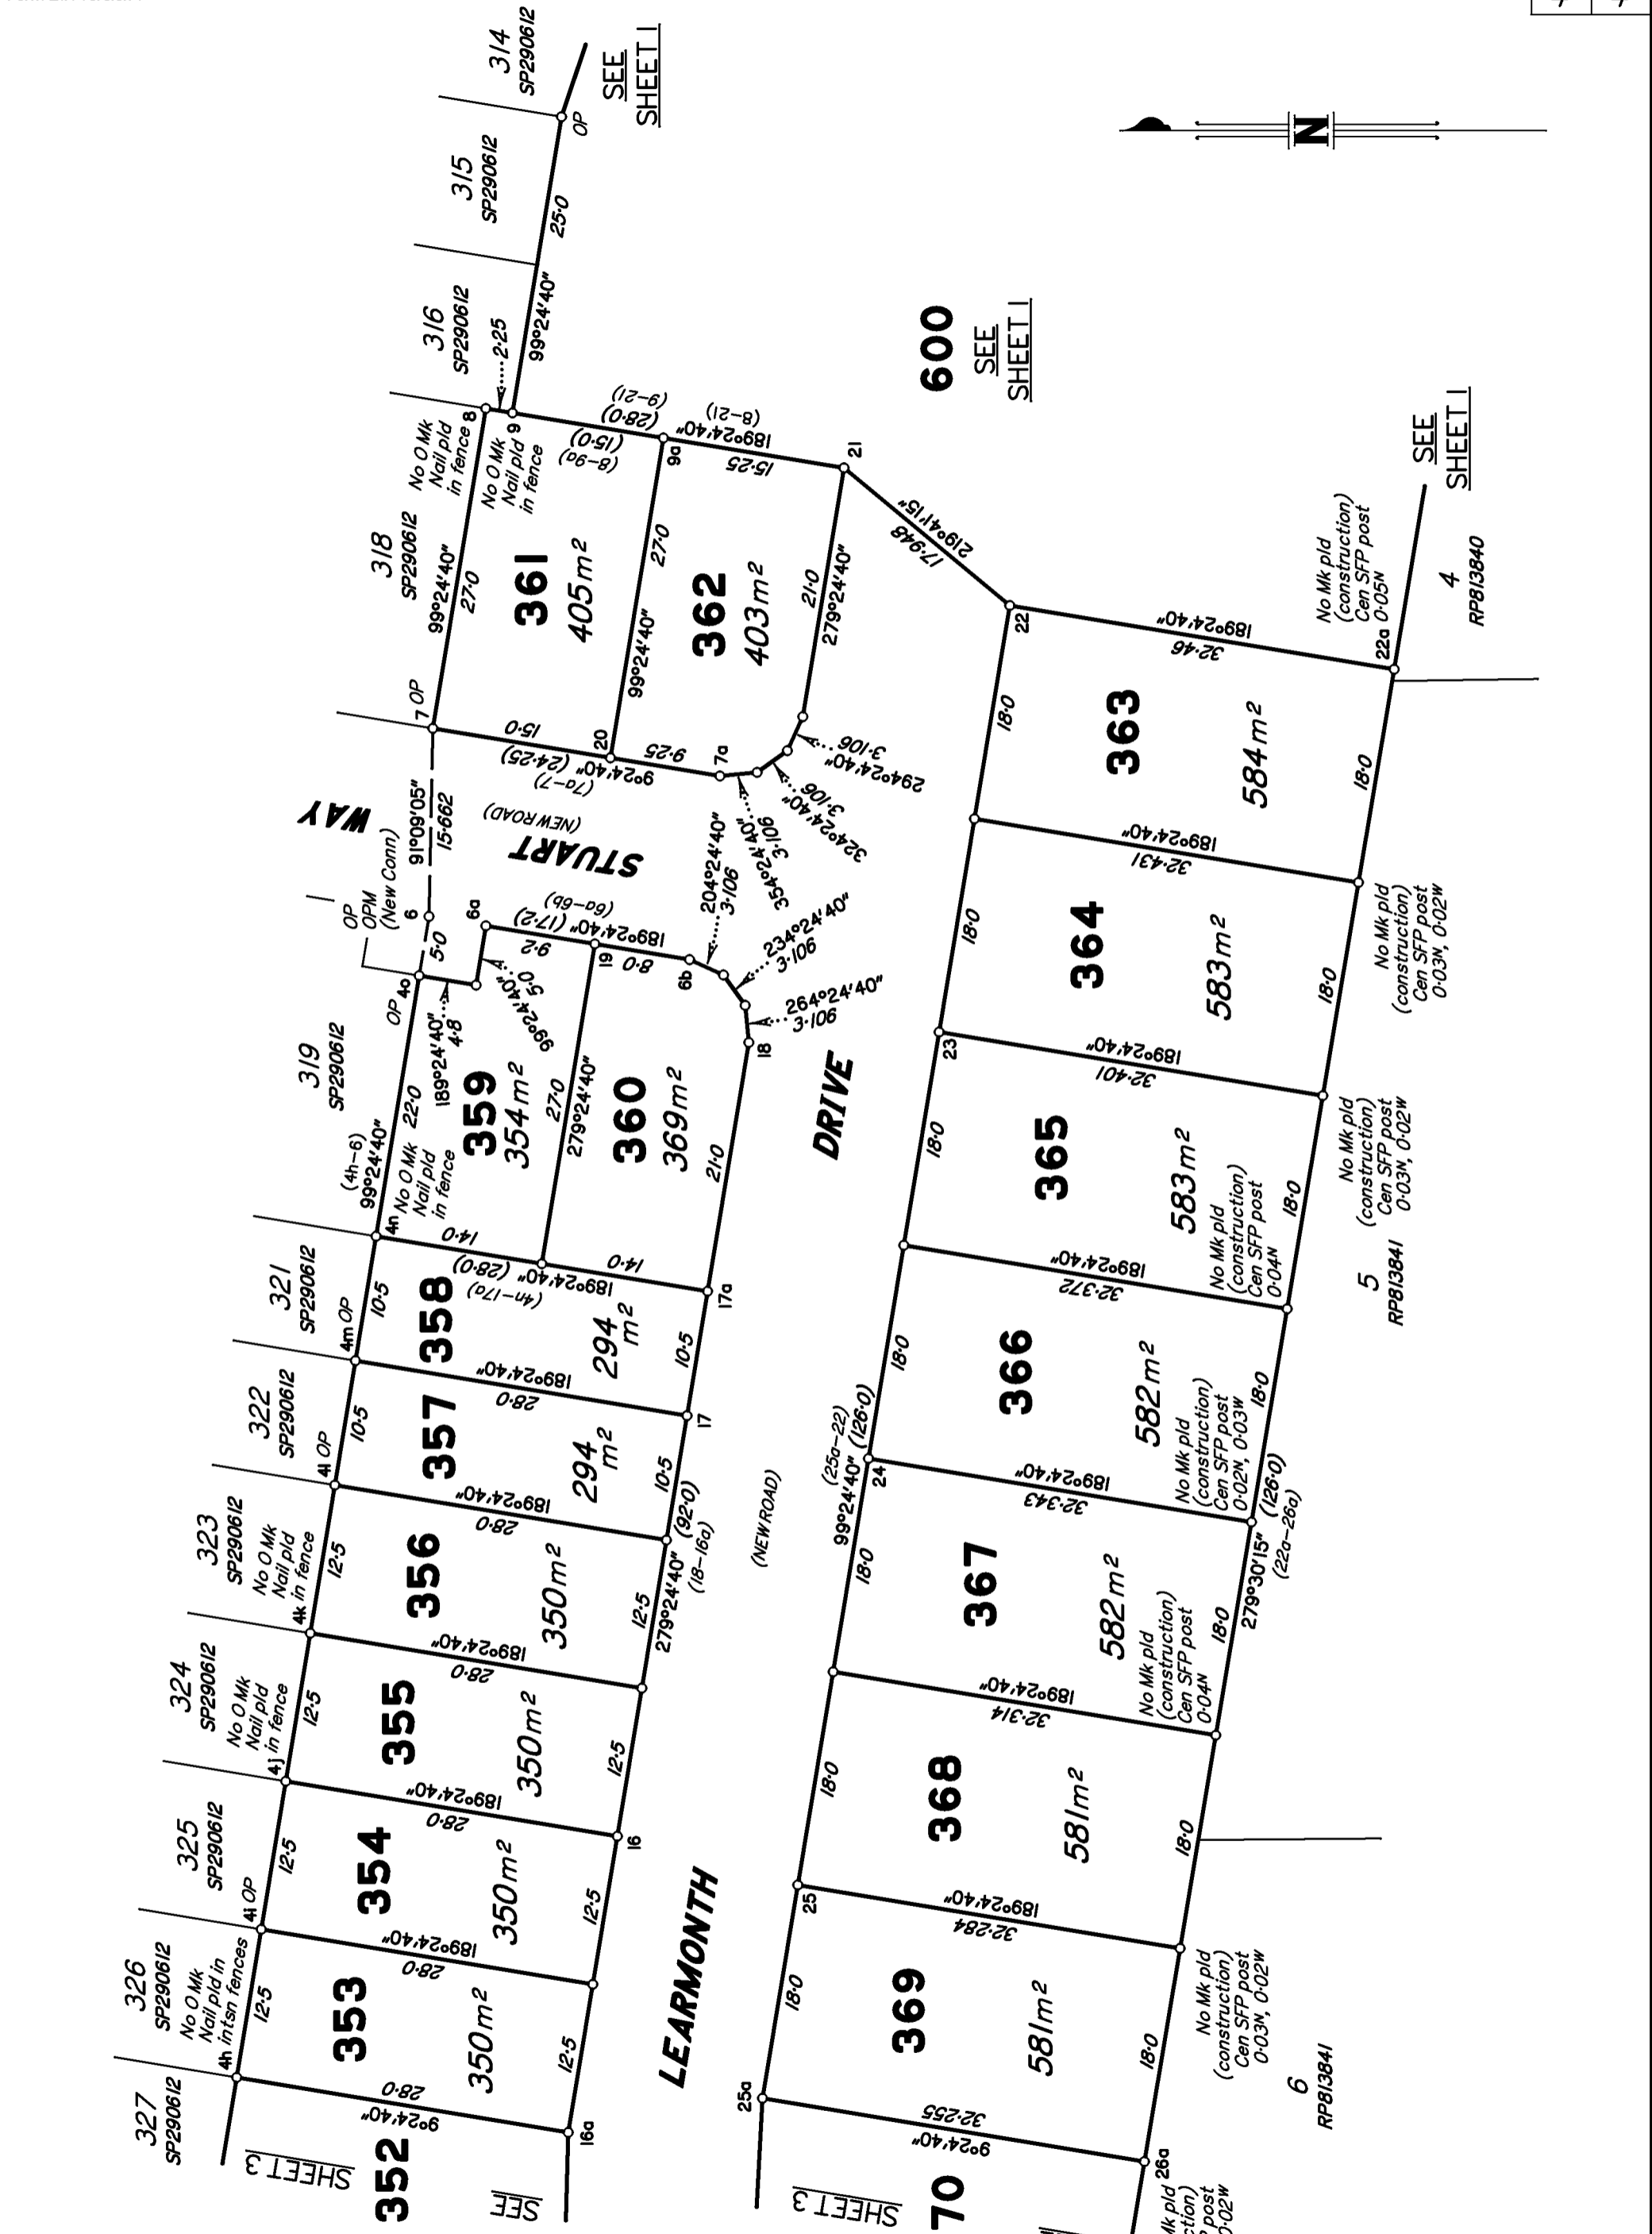 314
SP290612
SEE
SHEET 1
OP
315
SP290612
25·0
316
SP290612
2·25
99°24'40"
N
600
SEE
SHEET 1
318
SP290612
99°24'40"
27·0
No O Mk
Nail pld
in fence
8
No O Mk
Nail pld
in fence
9
(8-9a)
(15·0)
(28·0)
(9-21)
9a
15·25
189°24'40"
(8-21)
21
361
405m²
27·0
99°24'40"
362
403m²
21·0
279°24'40"
7 OP
15·0
20
9·25
9°24'40" (24·25)
(7a-7)
7a
294°24'40"
3·106
324°24'40"
3·106
354°24'40"
3·106
17·948
219°41'15"
22
WAY
91°09'05"
15·662
STUART
(NEW ROAD)
OP
OPM
(New Conn)
6
5·0
OP 4o
6a
9·2
189°24'40" (17·2)
(6a-6b)
19
8·0
6b
204°24'40"
3·106
234°24'40"
3·106
264°24'40"
3·106
18
189°24'40"
4·8
99°24'40"
5·0
319
SP290612
(4h-6)
99°24'40"
22·0
4n
No O Mk
Nail pld
in fence
359
354m²
27·0
279°24'40"
360
369m²
21·0
14·0
14·0
189°24'40" (28·0)
(4n-17a)
17a
DRIVE
321
SP290612
10·5
4m OP
358
294
m²
10·5
189°24'40"
28·0
17
322
SP290612
10·5
4l OP
357
294
m²
10·5
189°24'40"
28·0
279°24'40" (92·0)
(18-16a)
(NEW ROAD)
323
SP290612
No O Mk
Nail pld
4k in fence
12·5
356
350m²
12·5
189°24'40"
28·0
324
SP290612
No O Mk
Nail pld
4j in fence
12·5
355
350m²
12·5
189°24'40"
28·0
16
325
SP290612
12·5
4i OP
354
350m²
12·5
189°24'40"
28·0
326
SP290612
No O Mk
Nail pld in
4h intsn fences
12·5
353
350m²
12·5
28·0
9°24'40"
16a
327
SP290612
352
SEE
SHEET 3
LEARMONTH
363
584m²
18·0
18·0
32·46
189°24'40"
22a
No Mk pld
(construction)
Cen SFP post
0·05N
SEE
SHEET 1
4
RP813840
364
583m²
18·0
18·0
32·431
189°24'40"
No Mk pld
(construction)
Cen SFP post
0·03N, 0·02W
23
365
583m²
18·0
18·0
32·401
189°24'40"
No Mk pld
(construction)
Cen SFP post
0·03N, 0·02W
5
RP813841
366
582m²
18·0
18·0
32·372
189°24'40"
No Mk pld
(construction)
Cen SFP post
0·04N
(25a-22)
99°24'40" (126·0)
24
367
582m²
18·0
18·0
32·343
189°24'40"
No Mk pld
(construction)
Cen SFP post
0·02N, 0·03W
279°30'15" (126·0)
(22a-26a)
368
581m²
18·0
18·0
32·314
189°24'40"
No Mk pld
(construction)
Cen SFP post
0·04N
25
369
581m²
18·0
18·0
32·284
189°24'40"
No Mk pld
(construction)
Cen SFP post
0·03N, 0·02W
6
RP813841
25a
32·255
9°24'40"
26a
70
SHEET 3
Mk pld
ction)
post
0·02W